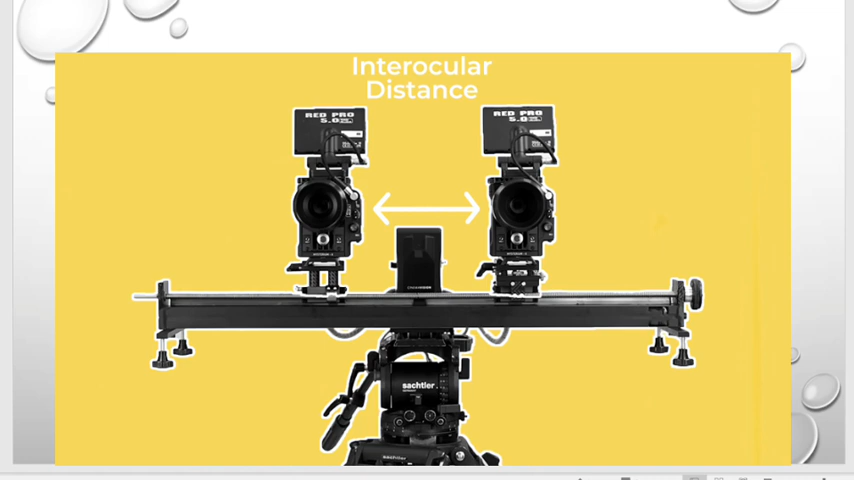 Interocular
Distance
RED PRO
5.0
RED PRO
5.0
sachtler